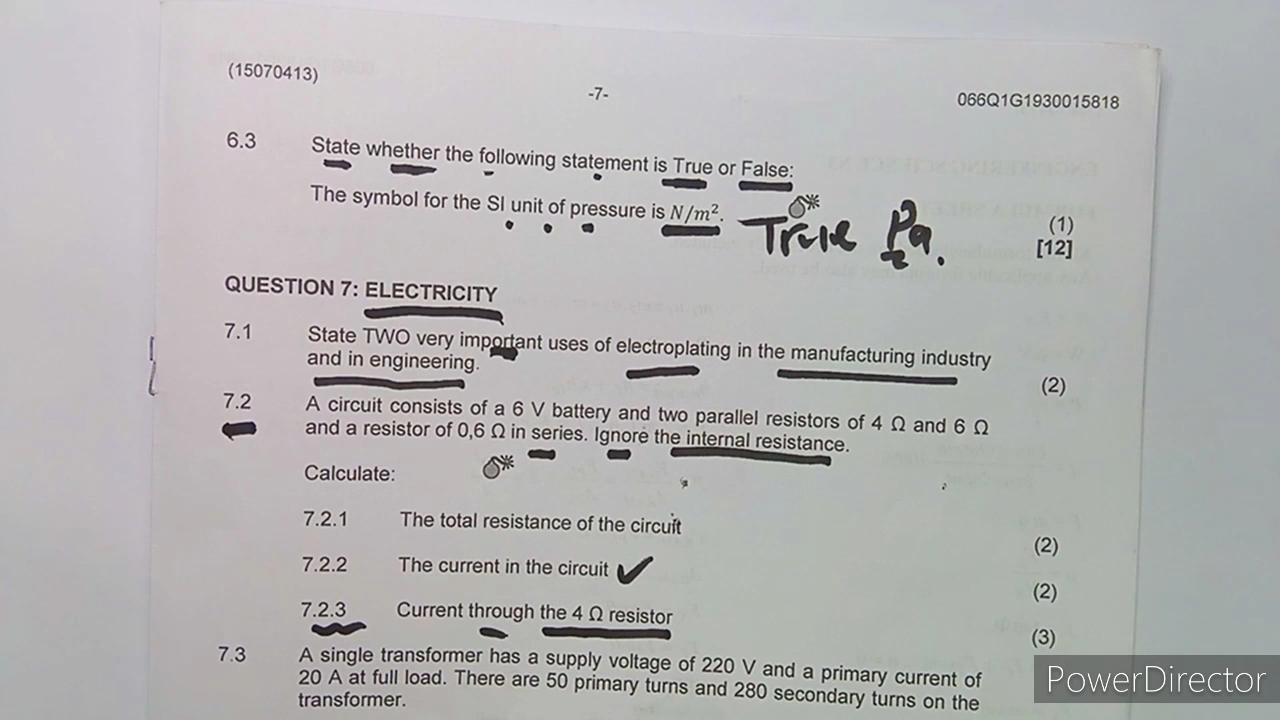 (15070413)
-7-
066Q1G1930015818
6.3 State whether the following statement is True or False:
The symbol for the SI unit of pressure is N/m². True Pa.
(1)
[12]
QUESTION 7: ELECTRICITY
7.1 State TWO very important uses of electroplating in the manufacturing industry
and in engineering.
(2)
7.2 A circuit consists of a 6 V battery and two parallel resistors of 4 Ω and 6 Ω
and a resistor of 0,6 Ω in series. Ignore the internal resistance.
Calculate:
7.2.1 The total resistance of the circuit
(2)
7.2.2 The current in the circuit ✓
(2)
7.2.3 Current through the 4 Ω resistor
(3)
7.3 A single transformer has a supply voltage of 220 V and a primary current of
20 A at full load. There are 50 primary turns and 280 secondary turns on the
transformer.
PowerDirector